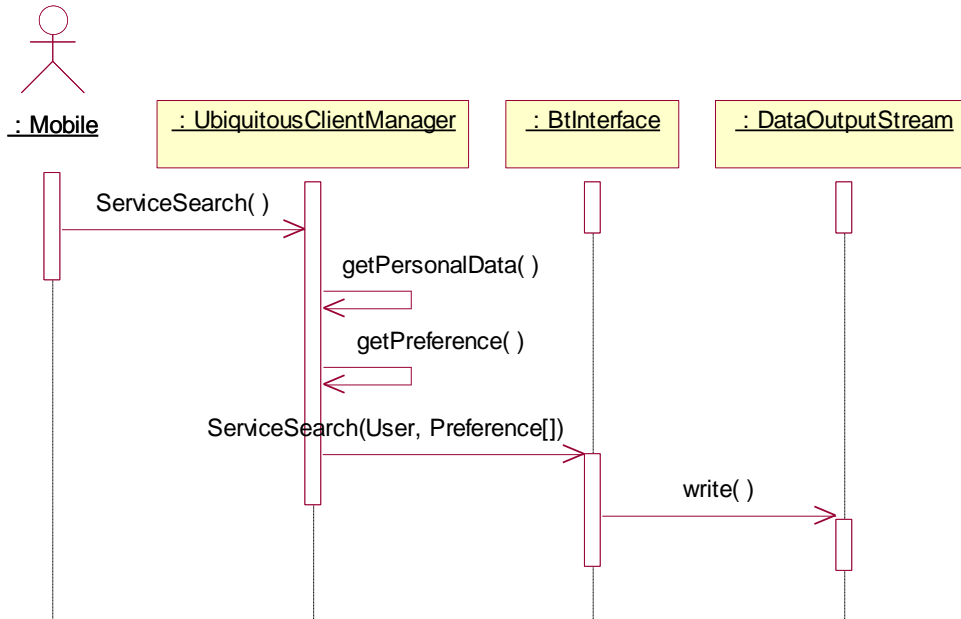 : Mobile
: UbiquitousClientManager
: BtInterface
: DataOutputStream
ServiceSearch( )
getPersonalData( )
getPreference( )
ServiceSearch(User, Preference[])
write( )